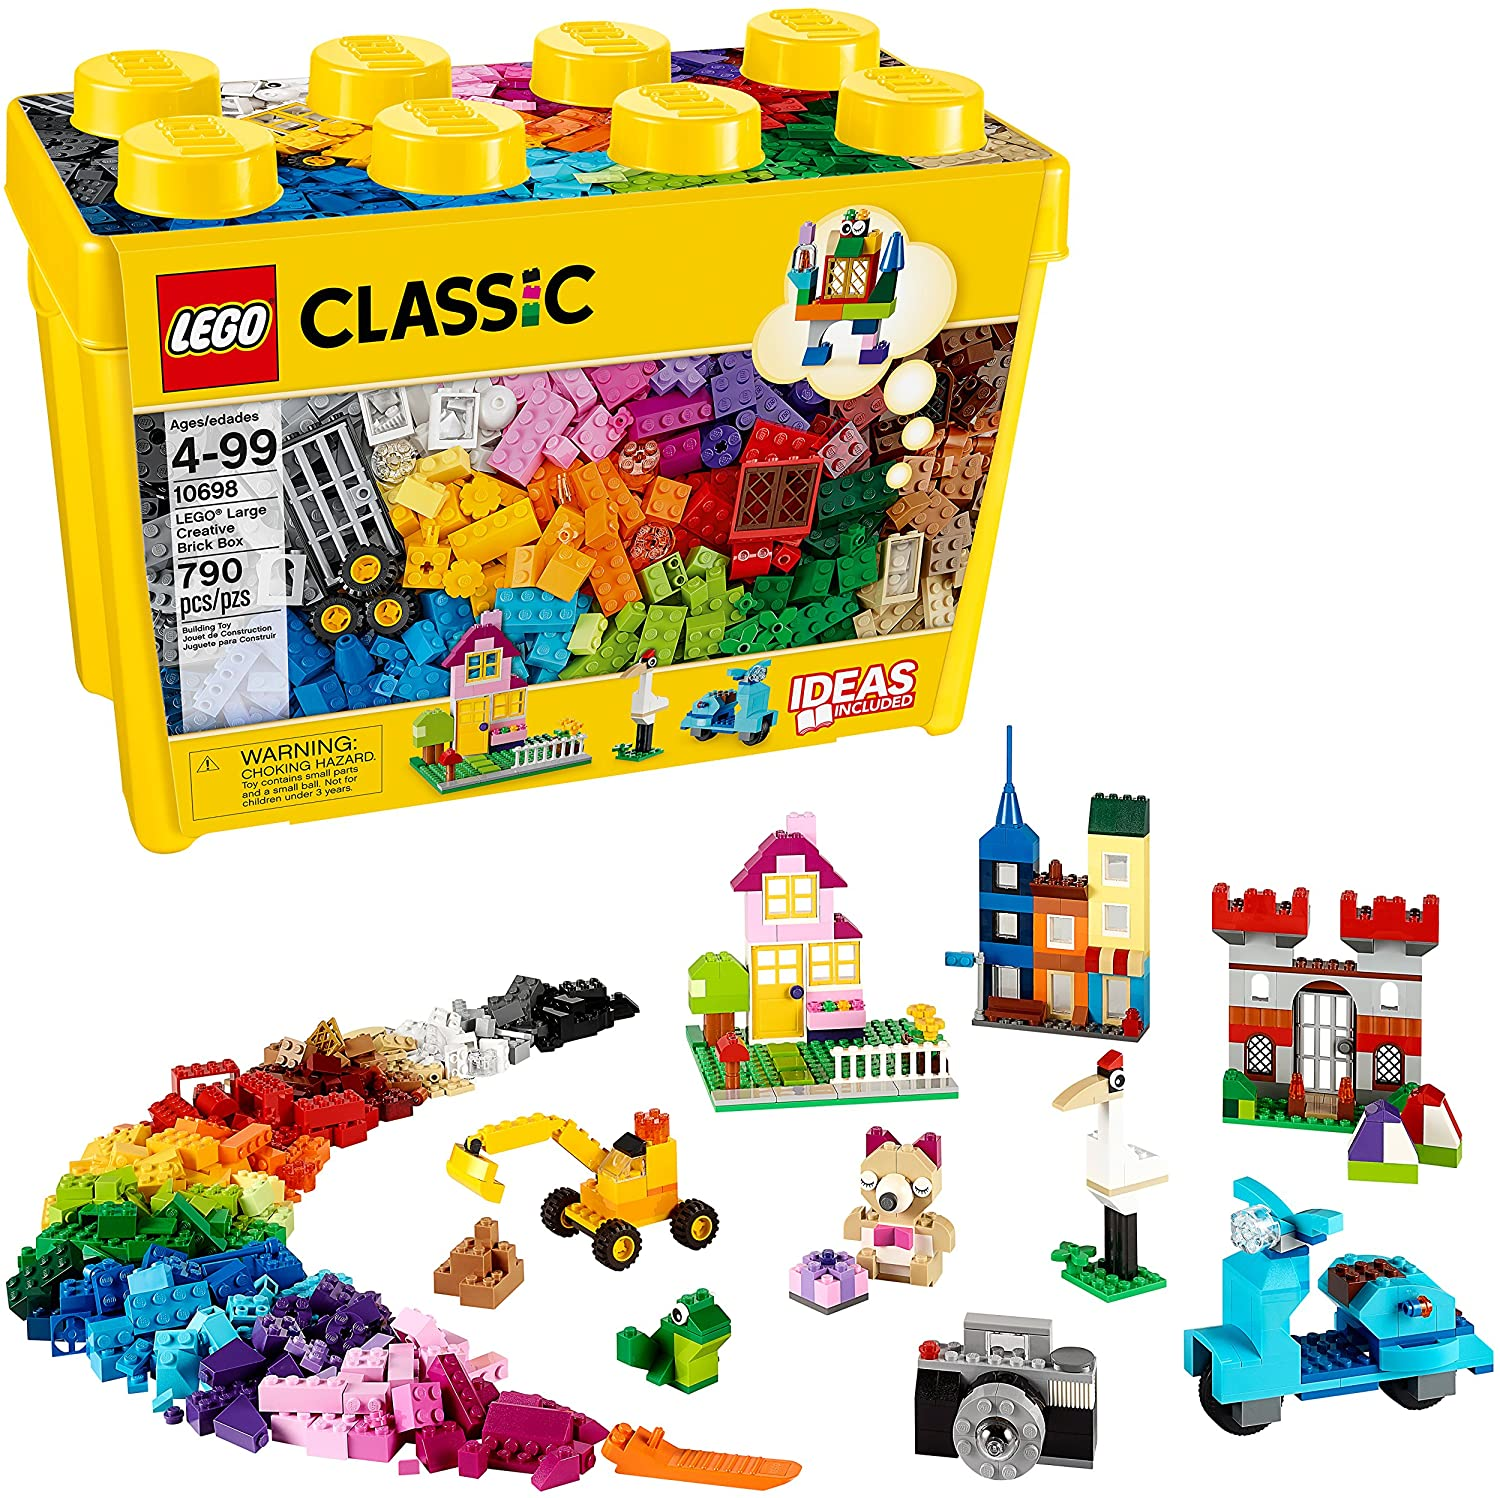 LEGO
CLASSIC
Ages/edades
4-99
10698
LEGO® Large
Creative
Brick Box
790
pcs/pzs
Building Toy
Jouet de Construction
Juguete para Construir
WARNING:
CHOKING HAZARD.
Toy contains small parts
and a small ball. Not for
children under 3 years.
IDEAS
INCLUDED